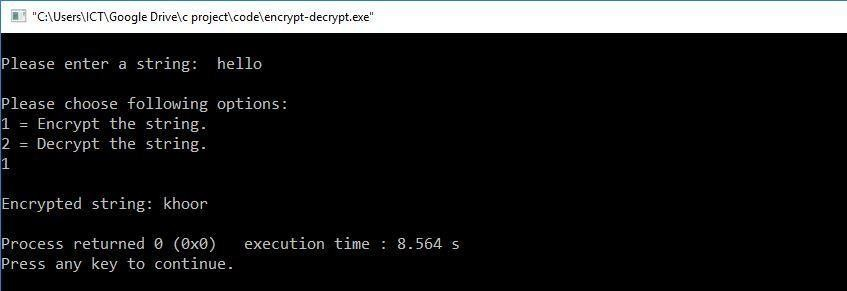 "C:\Users\ICT\Google Drive\c project\code\encrypt-decrypt.exe"
Please enter a string:  hello
Please choose following options:
1 = Encrypt the string.
2 = Decrypt the string.
1
Encrypted string: khoor
Process returned 0 (0x0)   execution time : 8.564 s
Press any key to continue.